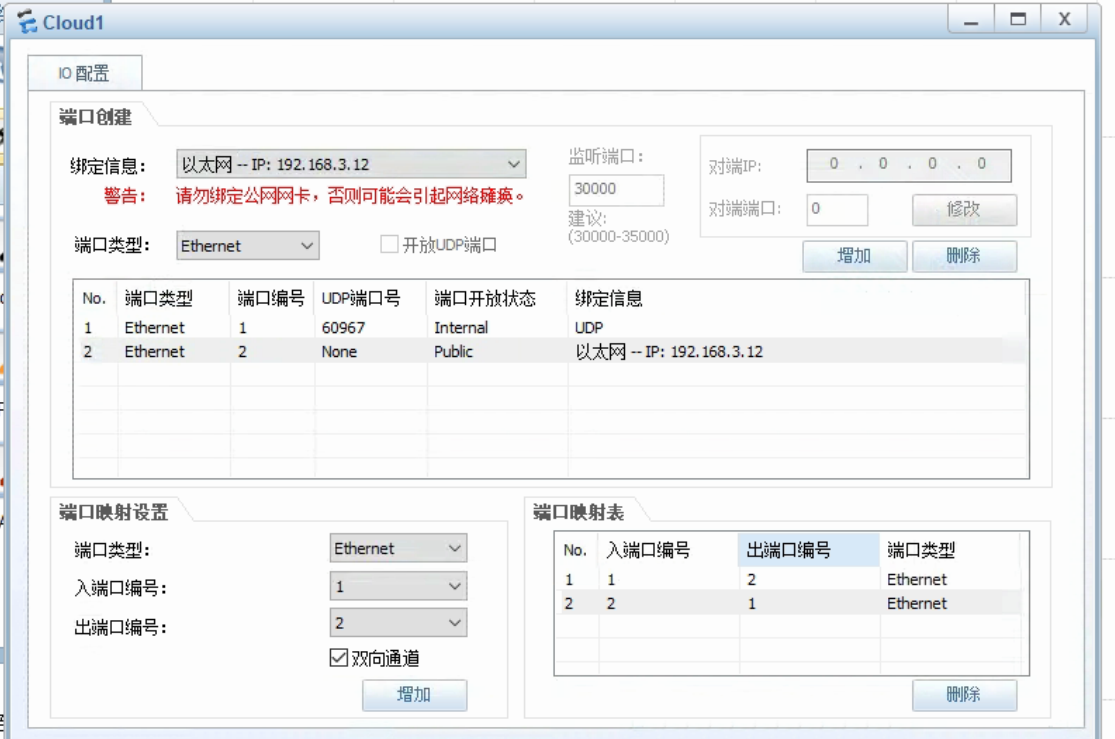 Cloud1
IO 配置
端口创建
绑定信息： 以太网 -- IP: 192.168.3.12
警告： 请勿绑定公网网卡，否则可能会引起网络瘫痪。
端口类型： Ethernet 开放UDP端口
监听端口：
30000
建议:
(30000-35000)
对端IP: 0 . 0 . 0 . 0
对端端口： 0 修改
增加 删除
No. 端口类型 端口编号 UDP端口号 端口开放状态 绑定信息
1 Ethernet 1 60967 Internal UDP
2 Ethernet 2 None Public 以太网 -- IP: 192.168.3.12
端口映射设置
端口类型： Ethernet
入端口编号： 1
出端口编号： 2
双向通道
增加
端口映射表
No. 入端口编号 出端口编号 端口类型
1 1 2 Ethernet
2 2 1 Ethernet
删除